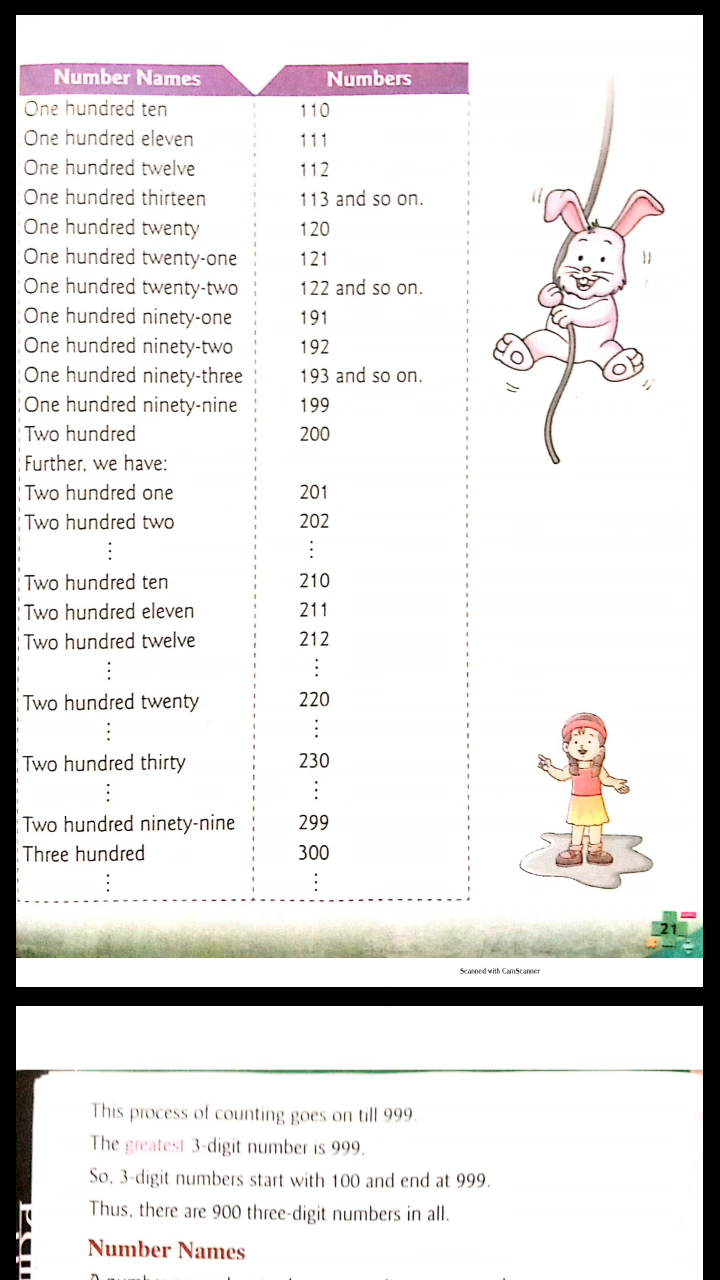 Number Names Numbers
One hundred ten 110
One hundred eleven 111
One hundred twelve 112
One hundred thirteen 113 and so on.
One hundred twenty 120
One hundred twenty-one 121
One hundred twenty-two 122 and so on.
One hundred ninety-one 191
One hundred ninety-two 192
One hundred ninety-three 193 and so on.
One hundred ninety-nine 199
Two hundred 200
Further, we have:
Two hundred one 201
Two hundred two 202
⋮ ⋮
Two hundred ten 210
Two hundred eleven 211
Two hundred twelve 212
⋮ ⋮
Two hundred twenty 220
⋮ ⋮
Two hundred thirty 230
⋮ ⋮
Two hundred ninety-nine 299
Three hundred 300
⋮ ⋮
21
Scanned with CamScanner
This process of counting goes on till 999.
The greatest 3-digit number is 999.
So, 3-digit numbers start with 100 and end at 999.
Thus, there are 900 three-digit numbers in all.
Number Names